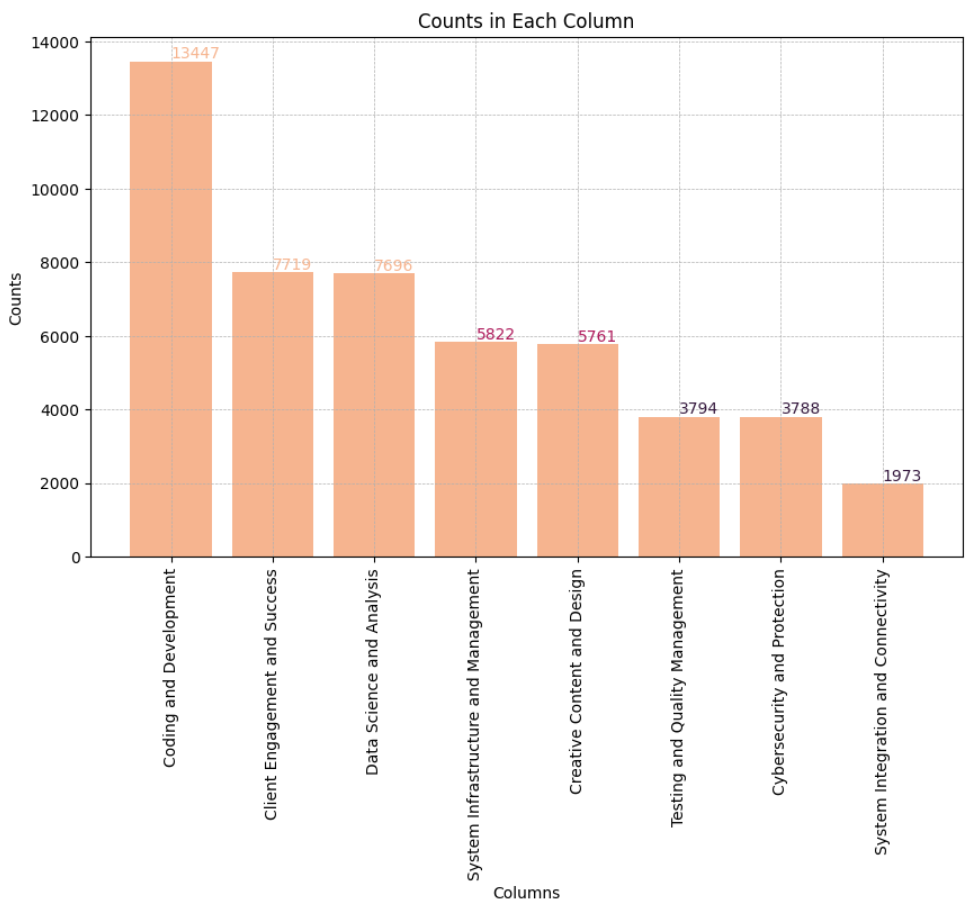 Counts in Each Column
14000
12000
10000
8000
6000
4000
2000
0
Counts
13447
7719
7696
5822
5761
3794
3788
1973
Coding and Development
Client Engagement and Success
Data Science and Analysis
System Infrastructure and Management
Creative Content and Design
Testing and Quality Management
Cybersecurity and Protection
System Integration and Connectivity
Columns